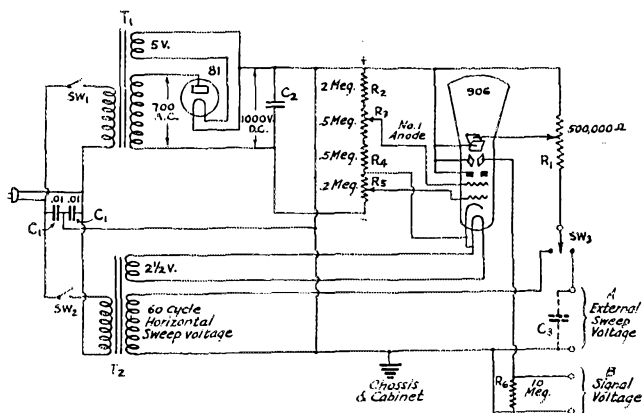 T1
5V.
81
SW1
700
A.C.
1000V.
D.C.
C2
2 Meg.
R2
.5 Meg.
R3
.5 Meg.
R4
.2 Meg.
R5
No.1
Anode
906
500,000 Ω
R1
.01 .01
C1
C1
SW3
2½V.
SW2
60 Cycle
Horizontal
Sweep voltage
T2
Chassis
& Cabinet
C3
A
External
Sweep
Voltage
R6
10
Meg.
B
Signal
Voltage